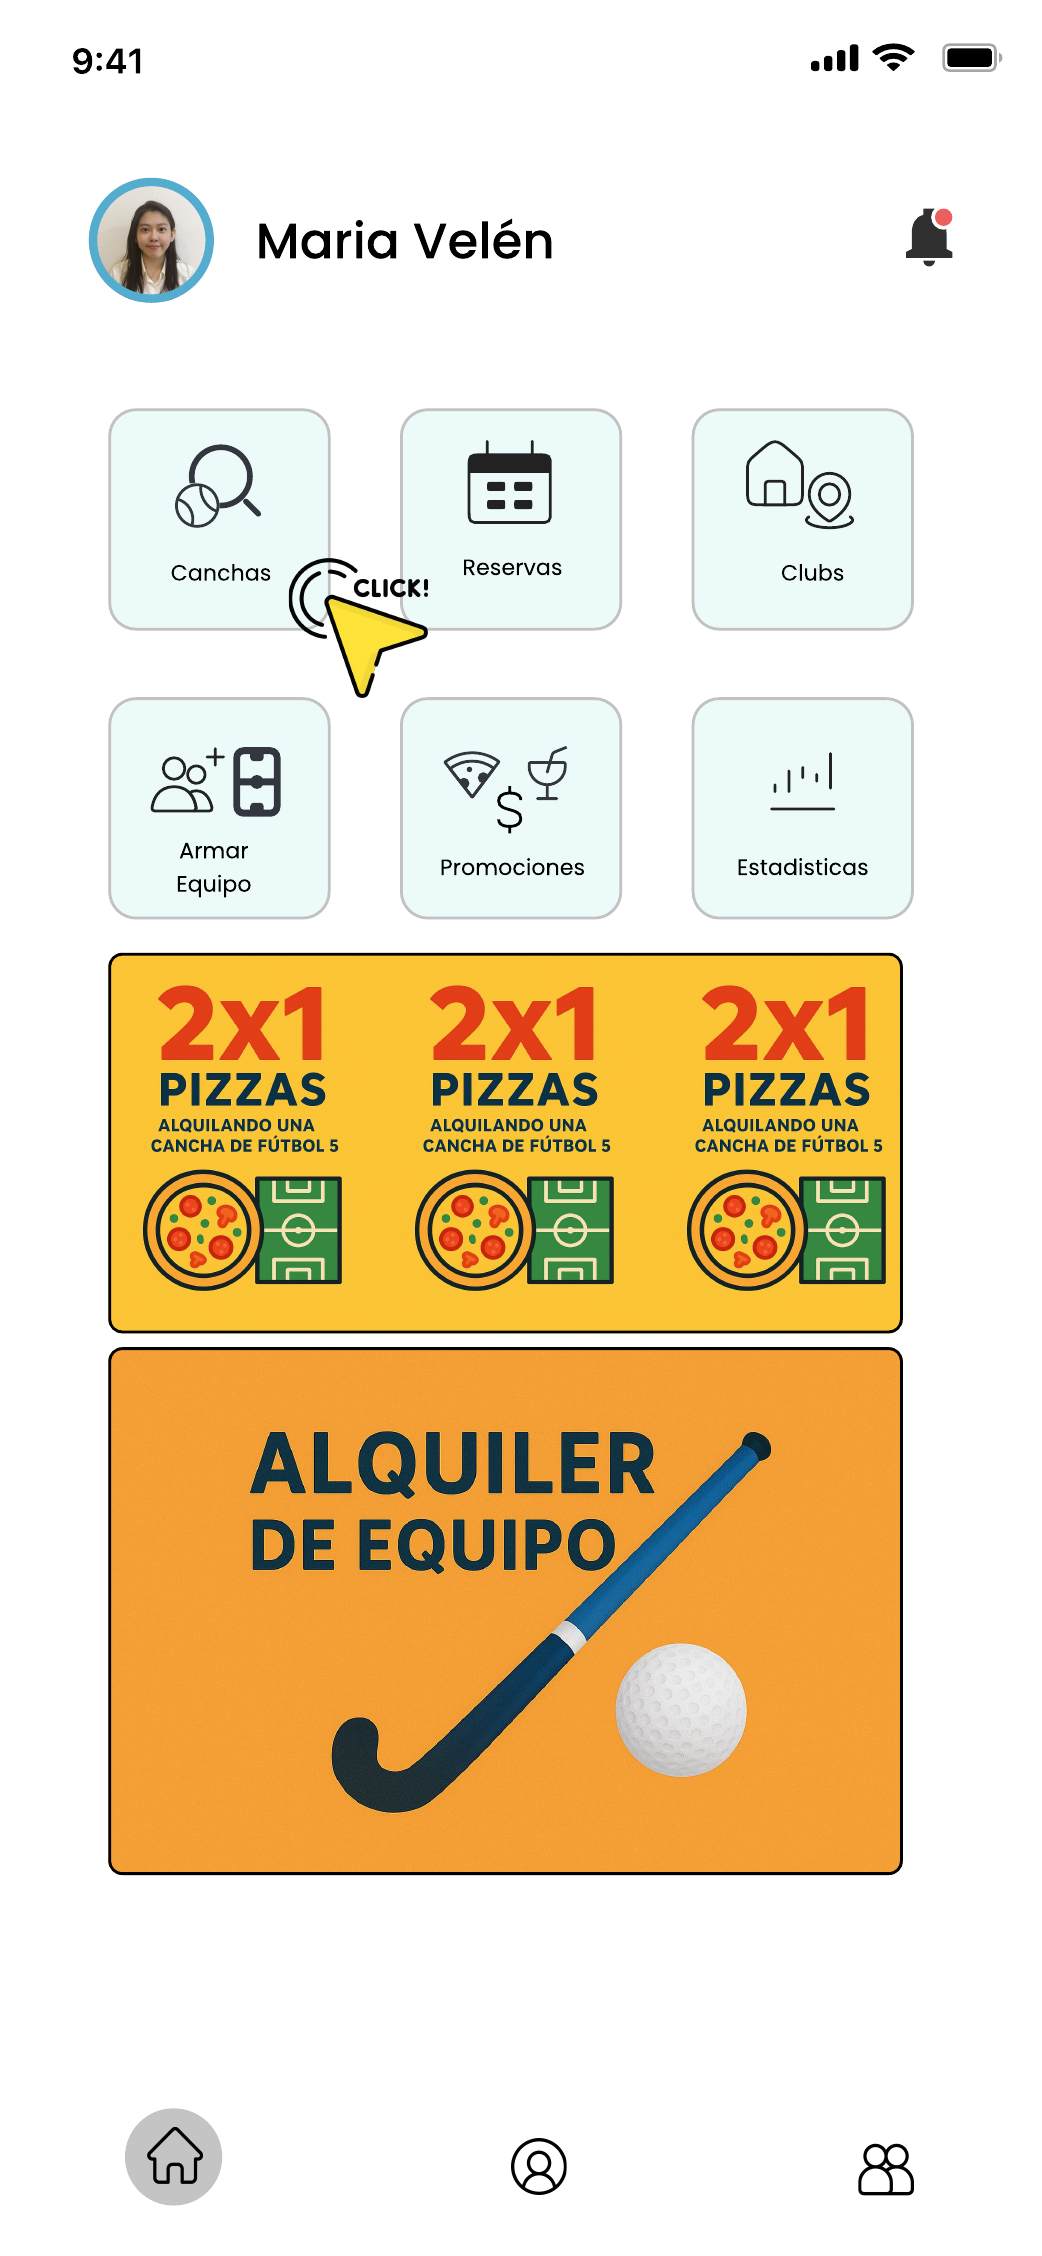 9:41
Maria Velén
Canchas
Reservas
Clubs
CLICK!
Armar
Equipo
Promociones
Estadisticas
2x1 2x1 2x1
PIZZAS PIZZAS PIZZAS
ALQUILANDO UNA ALQUILANDO UNA ALQUILANDO UNA
CANCHA DE FÚTBOL 5 CANCHA DE FÚTBOL 5 CANCHA DE FÚTBOL 5
ALQUILER
DE EQUIPO